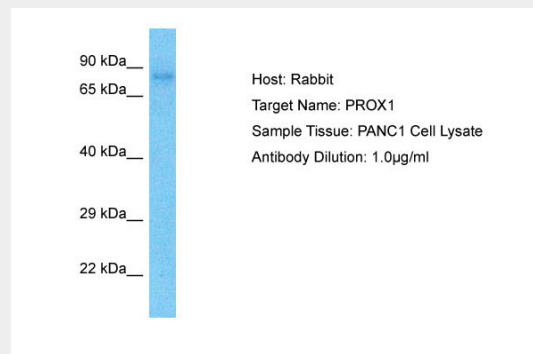 90 kDa__
65 kDa__
40 kDa__
29 kDa__
22 kDa__
Host: Rabbit
Target Name: PROX1
Sample Tissue: PANC1 Cell Lysate
Antibody Dilution: 1.0µg/ml